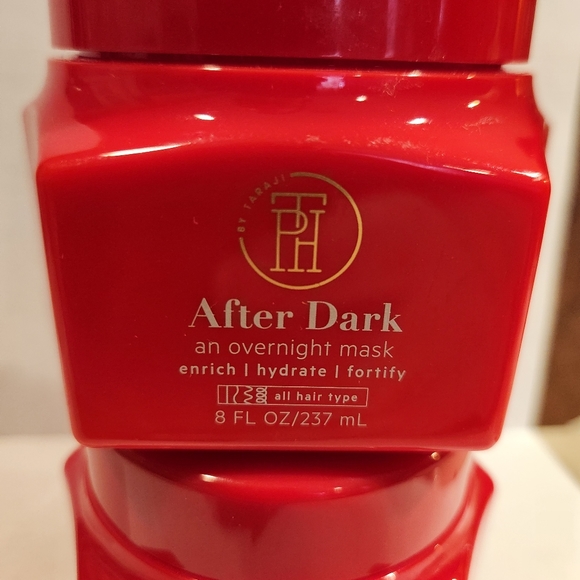 BY TARAJI
TPH
After Dark
an overnight mask
enrich | hydrate | fortify
all hair type
8 FL OZ/237 mL